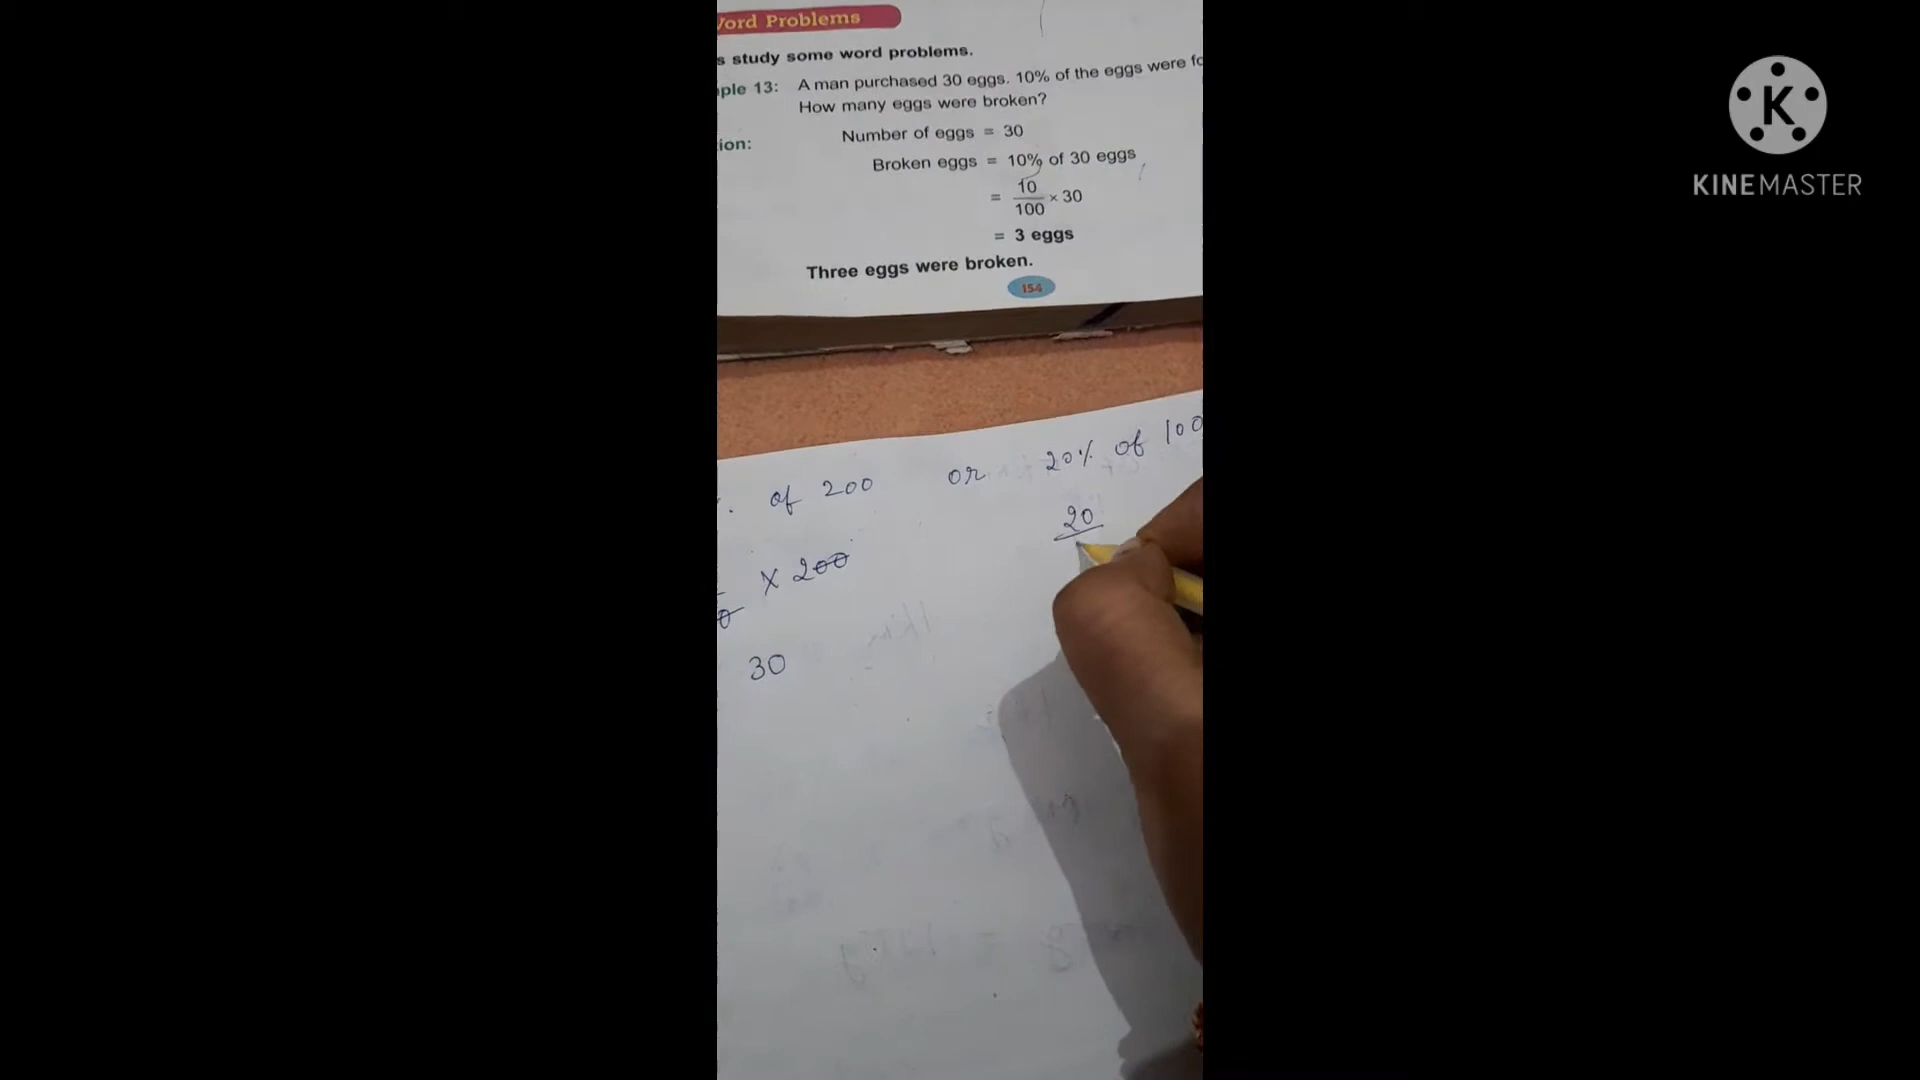 Word Problems
s study some word problems.
ple 13: A man purchased 30 eggs. 10% of the eggs were fo
How many eggs were broken?
ion:
Number of eggs = 30
Broken eggs = 10% of 30 eggs
= 10/100 × 30
= 3 eggs
Three eggs were broken.
154
of 200 or 20% of 100
20
0 × 200
30
KINEMASTER